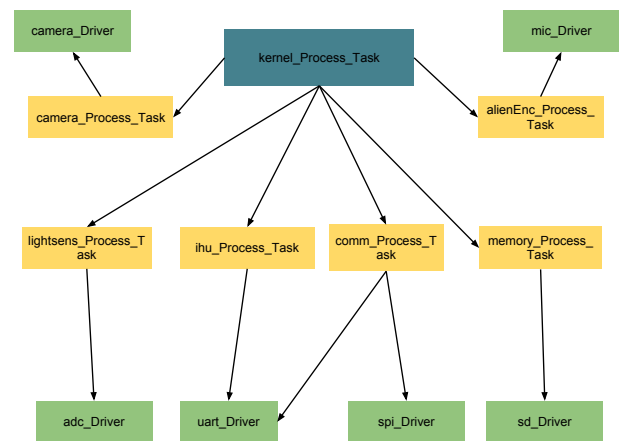 camera_Driver
mic_Driver
kernel_Process_Task
camera_Process_Task
alienEnc_Process_
Task
lightsens_Process_T
ask
ihu_Process_Task
comm_Process_T
ask
memory_Process_
Task
adc_Driver
uart_Driver
spi_Driver
sd_Driver